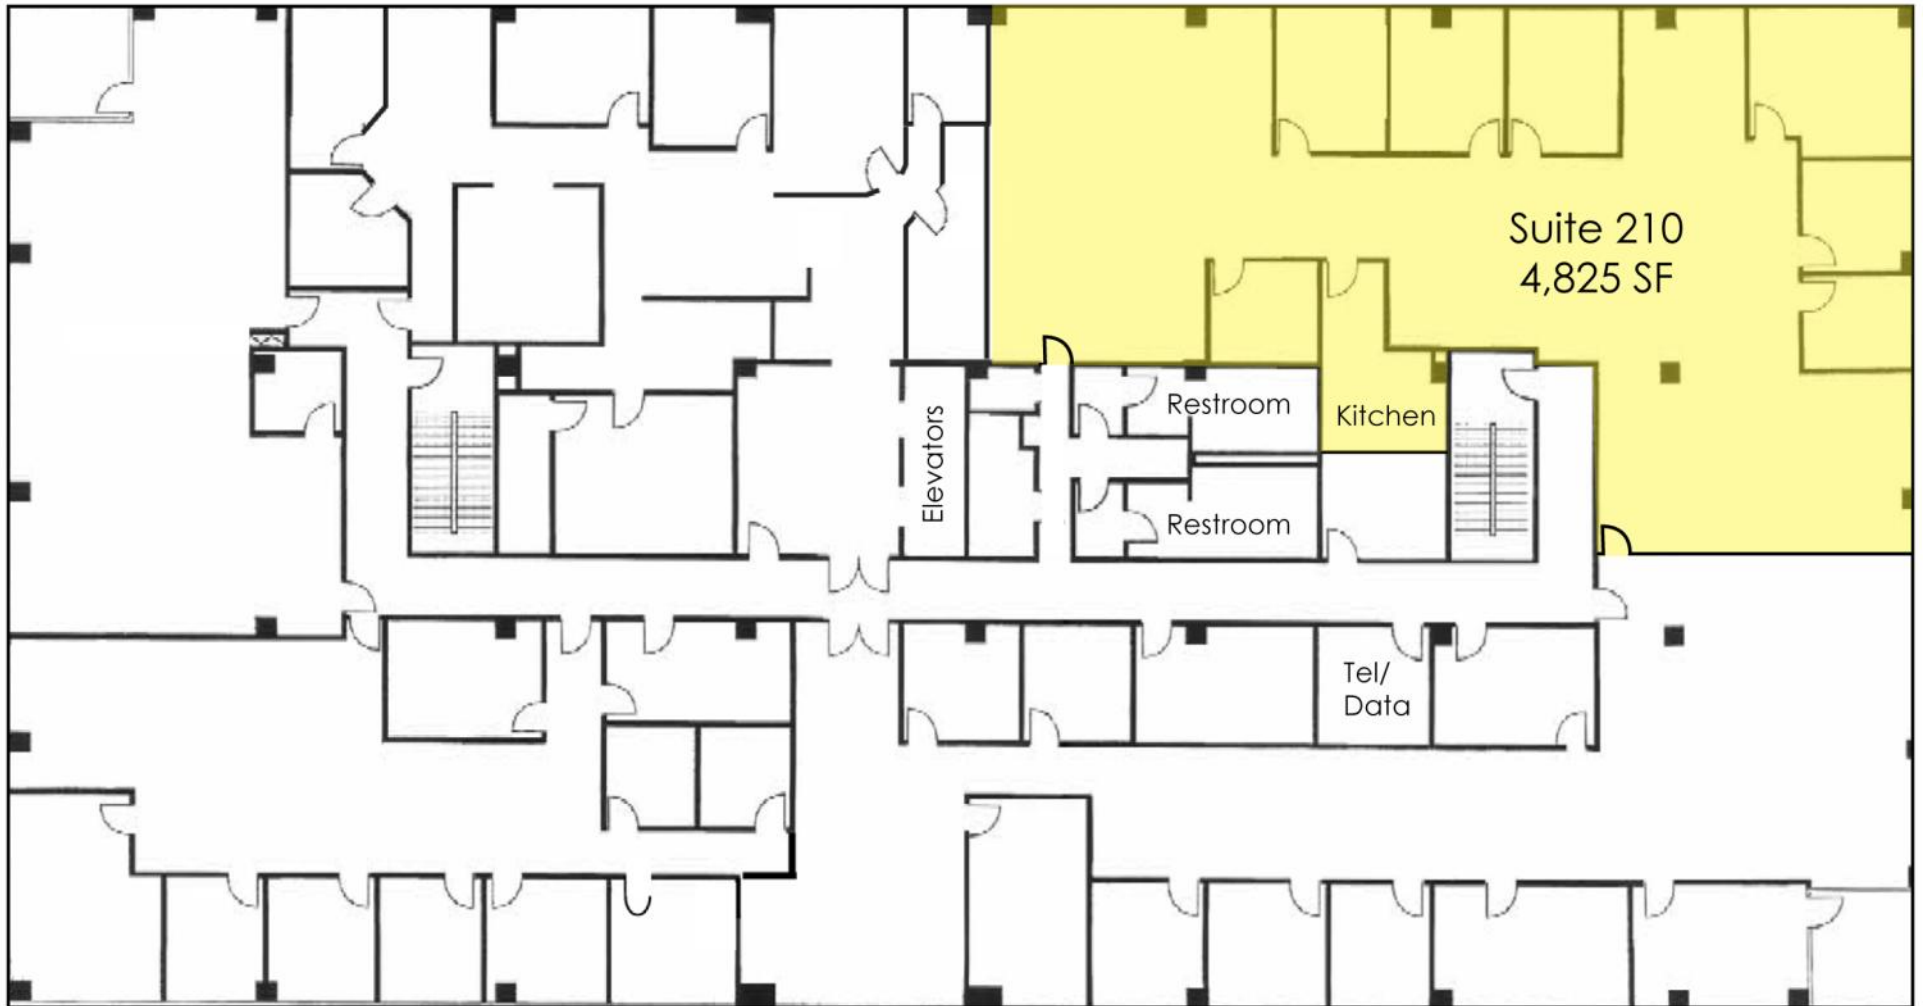 Suite 210
4,825 SF
Elevators
Restroom
Kitchen
Restroom
Tel/
Data